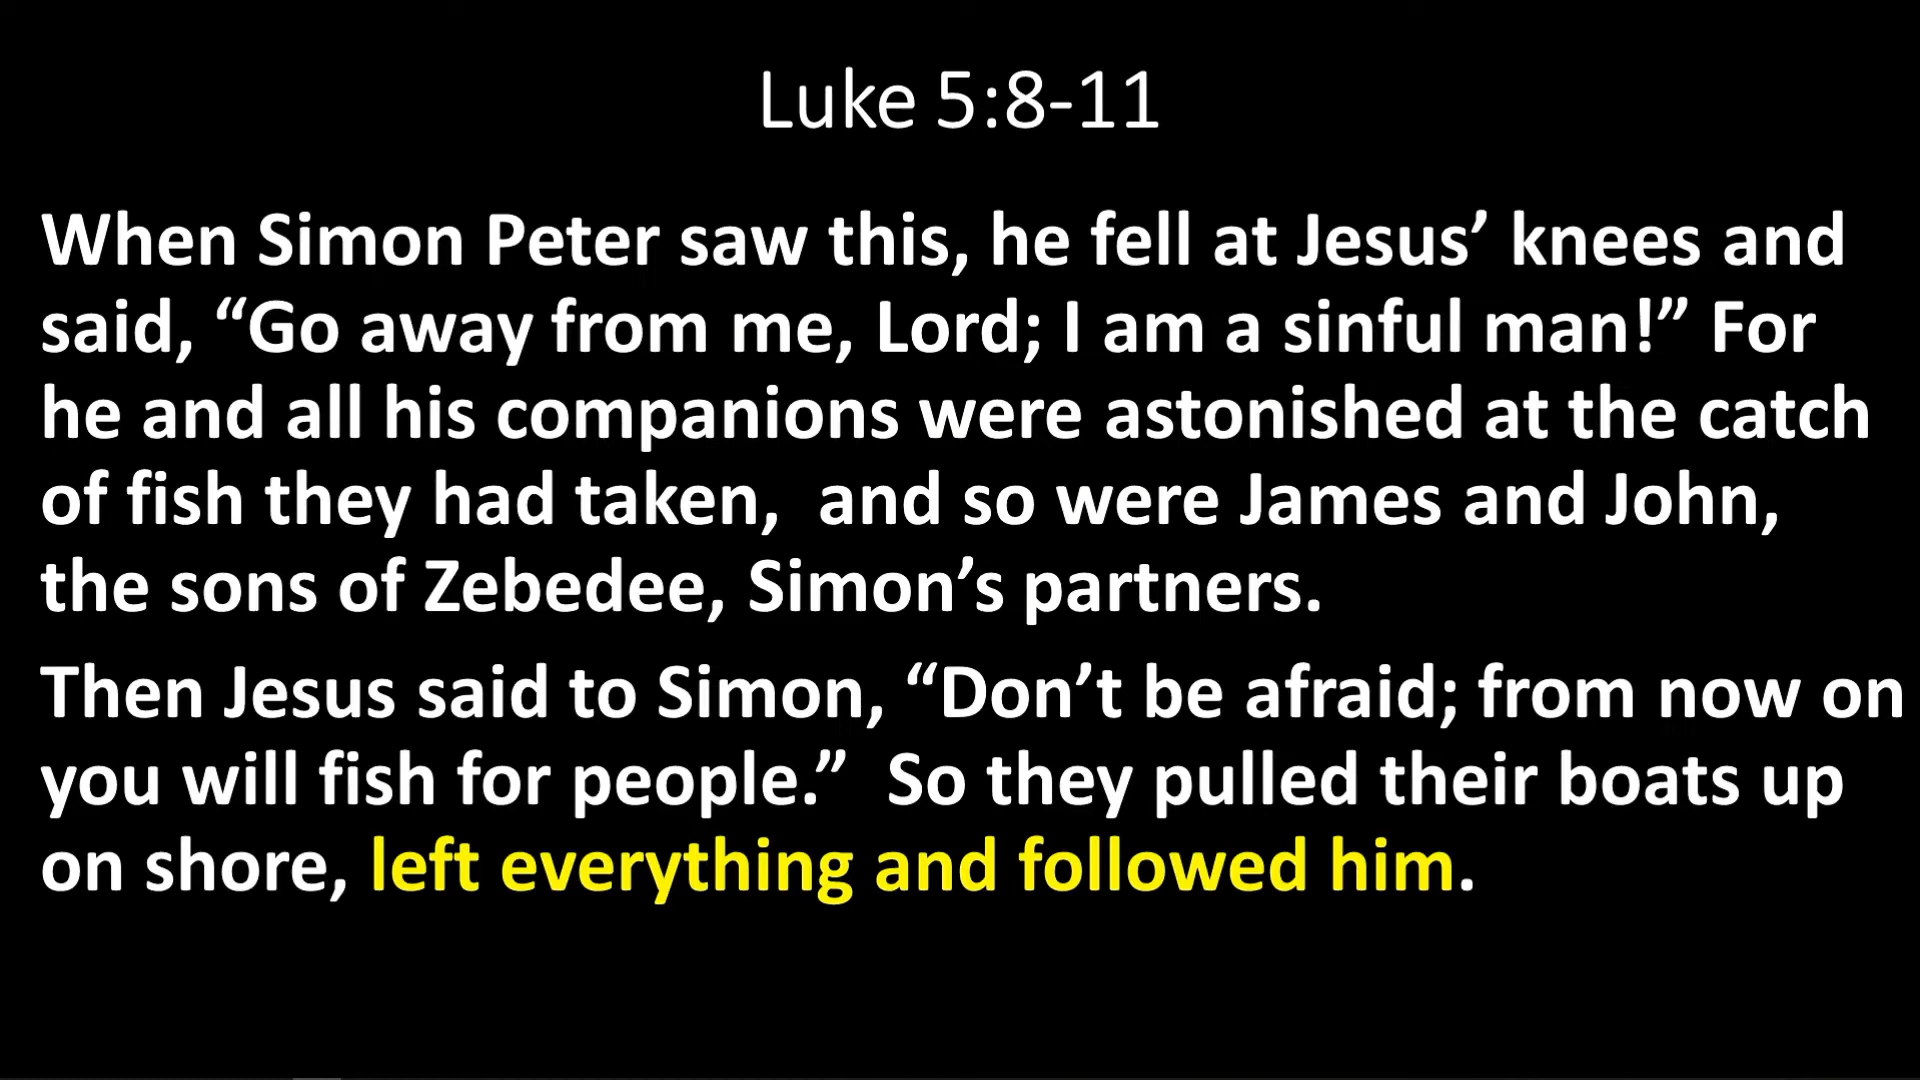 Luke 5:8-11
When Simon Peter saw this, he fell at Jesus’ knees and
said, “Go away from me, Lord; I am a sinful man!” For
he and all his companions were astonished at the catch
of fish they had taken,  and so were James and John,
the sons of Zebedee, Simon’s partners.
Then Jesus said to Simon, “Don’t be afraid; from now on
you will fish for people.”  So they pulled their boats up
on shore, left everything and followed him.